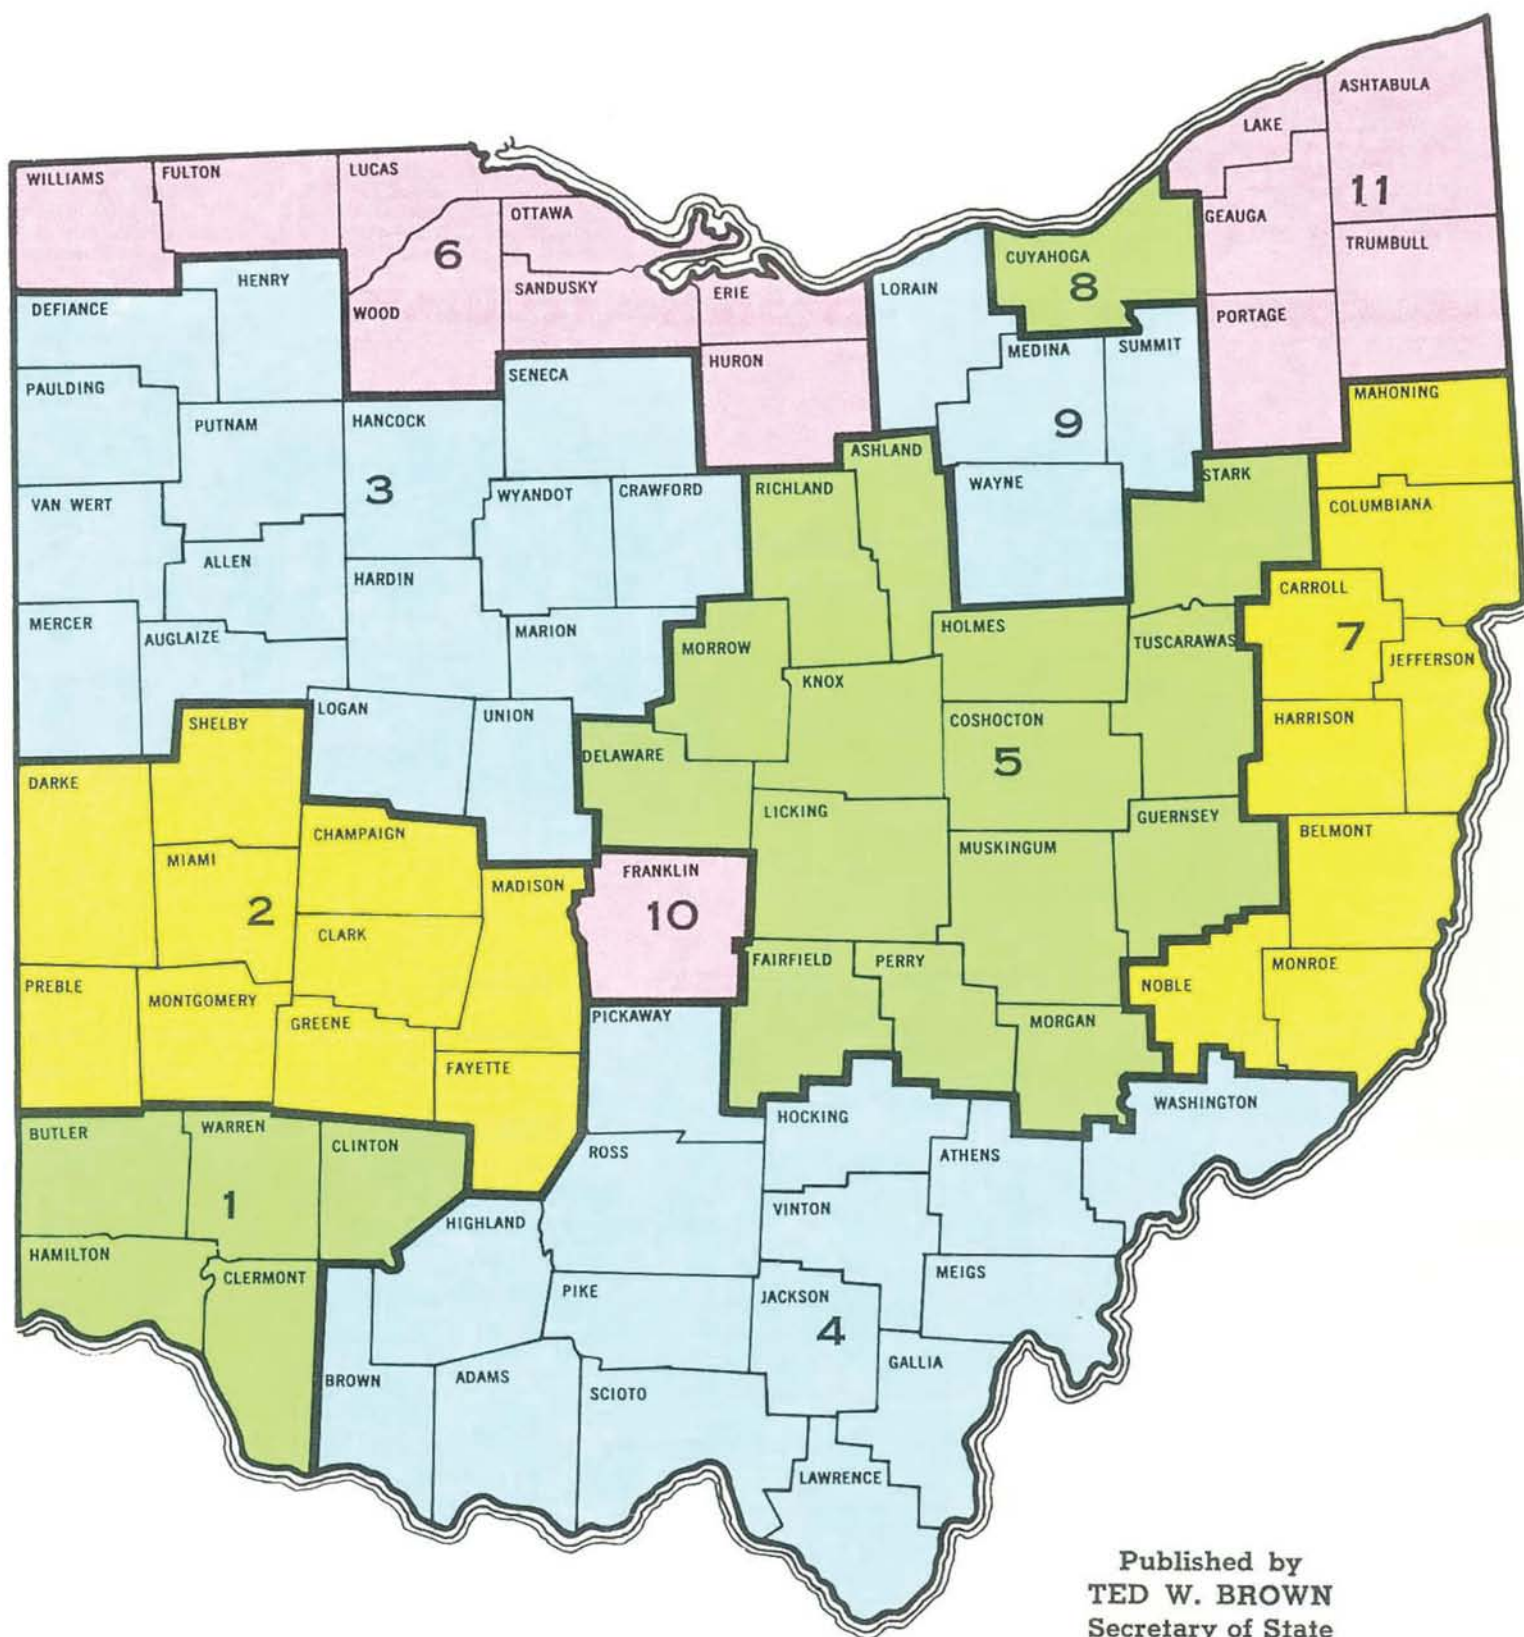 ASHTABULA
LAKE
WILLIAMS
FULTON
LUCAS
11
OTTAWA
GEAUGA
TRUMBULL
6
CUYAHOGA
HENRY
SANDUSKY
ERIE
LORAIN
8
DEFIANCE
WOOD
PORTAGE
MEDINA
SUMMIT
HURON
SENECA
PAULDING
MAHONING
PUTNAM
HANCOCK
9
ASHLAND
3
WYANDOT
CRAWFORD
RICHLAND
WAYNE
STARK
VAN WERT
COLUMBIANA
ALLEN
HARDIN
CARROLL
MERCER
AUGLAIZE
MARION
HOLMES
7
MORROW
TUSCARAWAS
JEFFERSON
KNOX
LOGAN
UNION
SHELBY
COSHOCTON
HARRISON
DELAWARE
5
DARKE
LICKING
GUERNSEY
CHAMPAIGN
BELMONT
MIAMI
MUSKINGUM
FRANKLIN
MADISON
2
10
CLARK
FAIRFIELD
PERRY
MONROE
PREBLE
NOBLE
MONTGOMERY
GREENE
PICKAWAY
MORGAN
FAYETTE
WASHINGTON
HOCKING
BUTLER
WARREN
CLINTON
ROSS
ATHENS
1
VINTON
HIGHLAND
HAMILTON
CLERMONT
MEIGS
PIKE
JACKSON
4
GALLIA
BROWN
ADAMS
SCIOTO
LAWRENCE
Published by
TED W. BROWN
Secretary of State